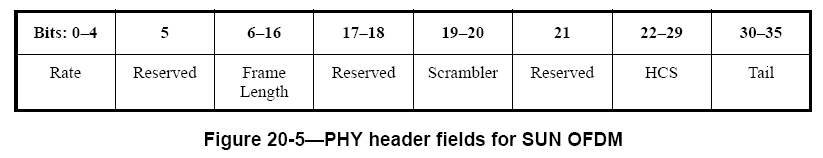 Bits: 0–4 5 6–16 17–18 19–20 21 22–29 30–35
Rate Reserved Frame Length Reserved Scrambler Reserved HCS Tail
Figure 20-5—PHY header fields for SUN OFDM